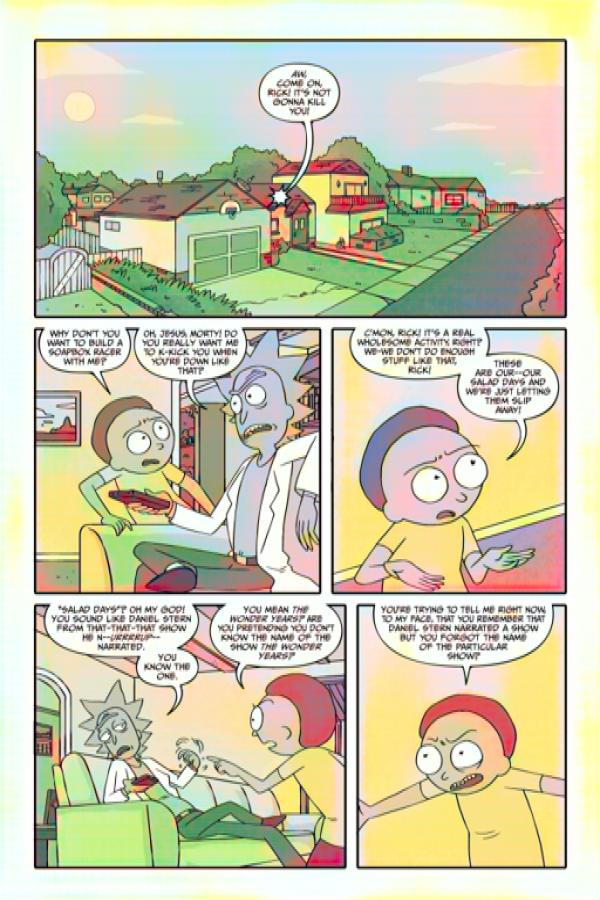 AW,
COME ON,
RICK! IT'S NOT
GONNA KILL
YOU!
WHY DON'T YOU
WANT TO BUILD A
SOAPBOX RACER
WITH ME?
OH, JESUS, MORTY! DO
YOU REALLY WANT ME
TO K-KICK YOU WHEN
YOU'RE DOWN LIKE
THAT?
C'MON, RICK! IT'S A REAL
WHOLESOME ACTIVITY, RIGHT?
WE-WE DON'T DO ENOUGH
STUFF LIKE THAT,
RICK!
THESE
ARE OUR--OUR
SALAD DAYS AND
WE'RE JUST LETTING
THEM SLIP
AWAY!
"SALAD DAYS"? OH MY GOD!
YOU SOUND LIKE DANIEL STERN
FROM THAT-THAT-THAT SHOW
HE N--URRRRUP--
NARRATED.
YOU
KNOW THE
ONE.
YOU MEAN THE
WONDER YEARS? ARE
YOU PRETENDING YOU DON'T
KNOW THE NAME OF THE
SHOW THE WONDER
YEARS?
YOU'RE TRYING TO TELL ME RIGHT NOW,
TO MY FACE, THAT YOU REMEMBER THAT
DANIEL STERN NARRATED A SHOW
BUT YOU FORGOT THE NAME
OF THE PARTICULAR
SHOW?